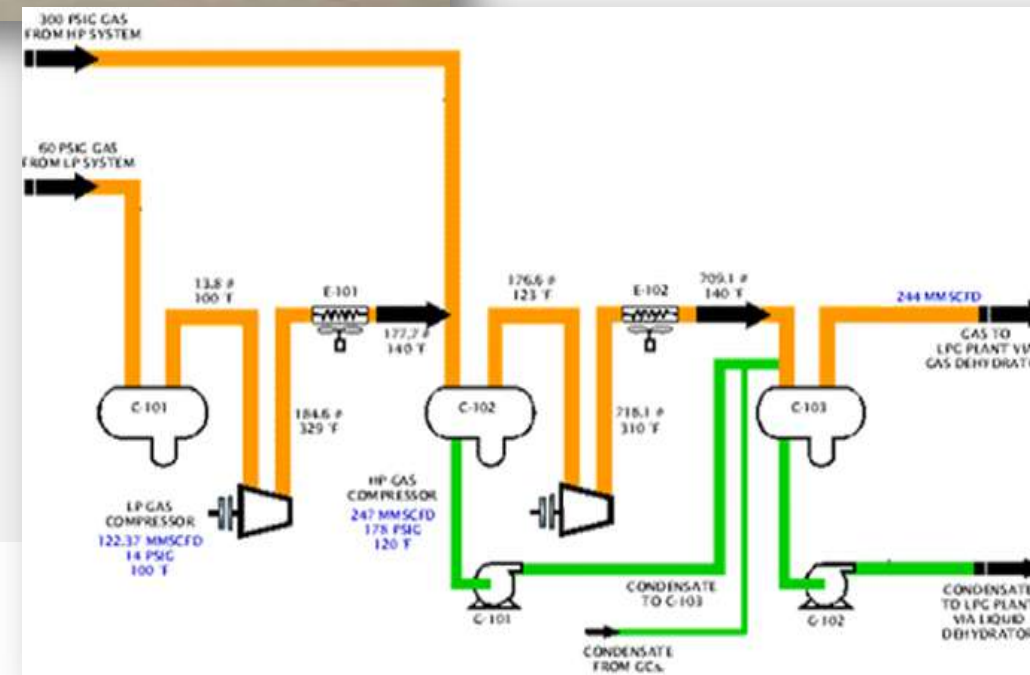 300 PSIG GAS
FROM HP SYSTEM
60 PSIG GAS
FROM LP SYSTEM
13.8 #
100 °F
E-101
177.7 #
140 °F
176.6 #
123 °F
E-102
709.1 #
140 °F
244 MMSCFD
GAS TO
LPG PLANT VIA
GAS DEHYDRATO
C-101
184.6 #
329 °F
C-102
718.1 #
310 °F
C-103
LP GAS
COMPRESSOR
122.37 MMSCFD
14 PSIG
100 °F
HP GAS
COMPRESSOR
247 MMSCFD
178 PSIG
120 °F
G-101
CONDENSATE
TO C-103
CONDENSATE
FROM GCs.
G-102
CONDENSATE
TO LPG PLANT
VIA LIQUID
DEHYDRATOR